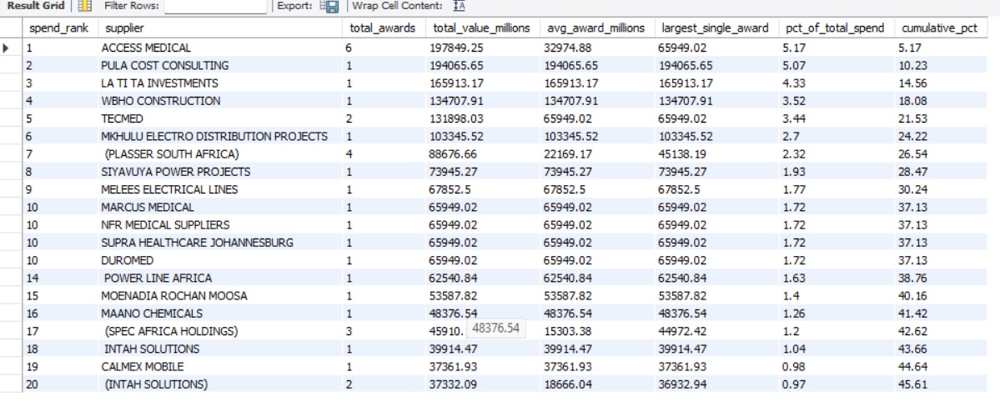 Result Grid Filter Rows: Export: Wrap Cell Content:
spend_rank supplier total_awards total_value_millions avg_award_millions largest_single_award pct_of_total_spend cumulative_pct
1 ACCESS MEDICAL 6 197849.25 32974.88 65949.02 5.17 5.17
2 PULA COST CONSULTING 1 194065.65 194065.65 194065.65 5.07 10.23
3 LA TI TA INVESTMENTS 1 165913.17 165913.17 165913.17 4.33 14.56
4 WBHO CONSTRUCTION 1 134707.91 134707.91 134707.91 3.52 18.08
5 TECMED 2 131898.03 65949.02 65949.02 3.44 21.53
6 MKHULU ELECTRO DISTRIBUTION PROJECTS 1 103345.52 103345.52 103345.52 2.7 24.22
7 (PLASSER SOUTH AFRICA) 4 88676.66 22169.17 45138.19 2.32 26.54
8 SIYAVUYA POWER PROJECTS 1 73945.27 73945.27 73945.27 1.93 28.47
9 MELEES ELECTRICAL LINES 1 67852.5 67852.5 67852.5 1.77 30.24
10 MARCUS MEDICAL 1 65949.02 65949.02 65949.02 1.72 37.13
10 NFR MEDICAL SUPPLIERS 1 65949.02 65949.02 65949.02 1.72 37.13
10 SUPRA HEALTHCARE JOHANNESBURG 1 65949.02 65949.02 65949.02 1.72 37.13
10 DUROMED 1 65949.02 65949.02 65949.02 1.72 37.13
14 POWER LINE AFRICA 1 62540.84 62540.84 62540.84 1.63 38.76
15 MOENADIA ROCHAN MOOSA 1 53587.82 53587.82 53587.82 1.4 40.16
16 MAANO CHEMICALS 1 48376.54 48376.54 48376.54 1.26 41.42
17 (SPEC AFRICA HOLDINGS) 3 45910. 48376.54 15303.38 44972.42 1.2 42.62
18 INTAH SOLUTIONS 1 39914.47 39914.47 39914.47 1.04 43.66
19 CALMEX MOBILE 1 37361.93 37361.93 37361.93 0.98 44.64
20 (INTAH SOLUTIONS) 2 37332.09 18666.04 36932.94 0.97 45.61